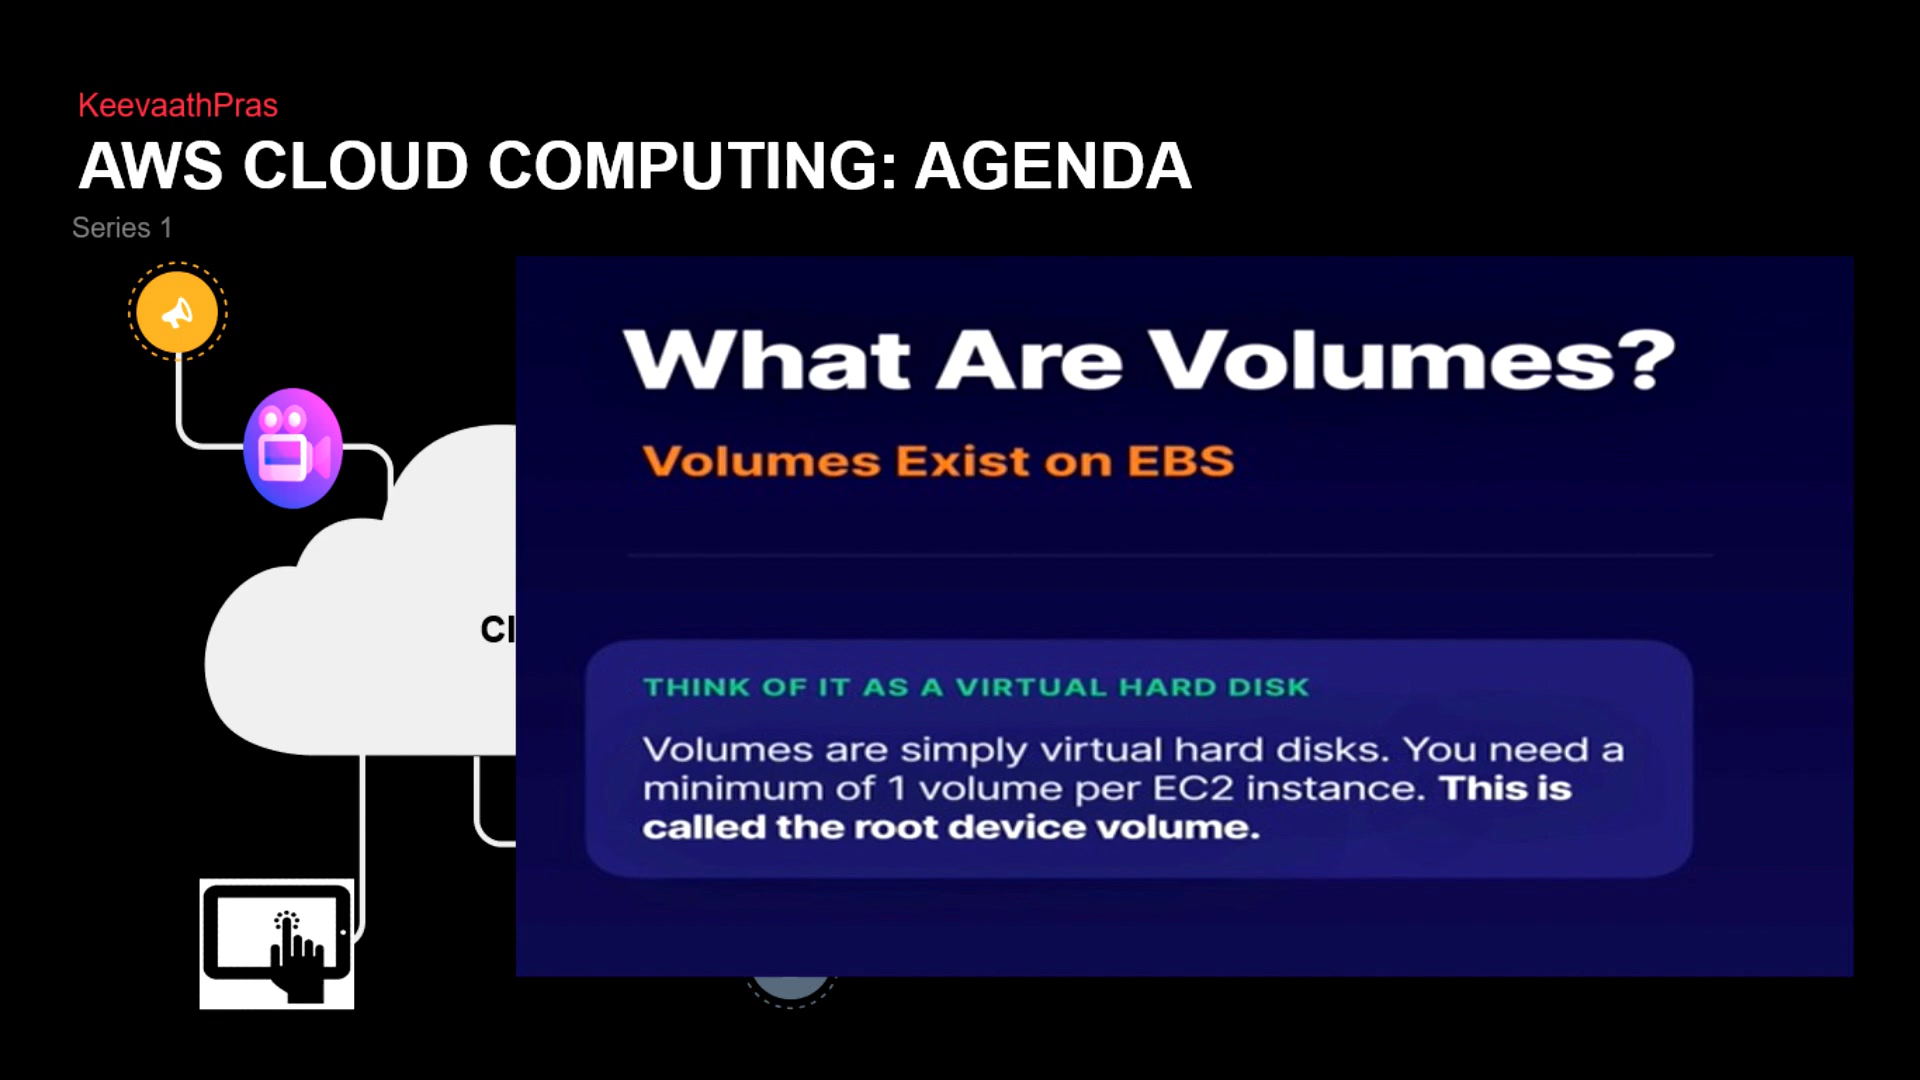 KeevaathPras
AWS CLOUD COMPUTING: AGENDA
Series 1
What Are Volumes?
Volumes Exist on EBS
THINK OF IT AS A VIRTUAL HARD DISK
Volumes are simply virtual hard disks. You need a
minimum of 1 volume per EC2 instance. This is
called the root device volume.